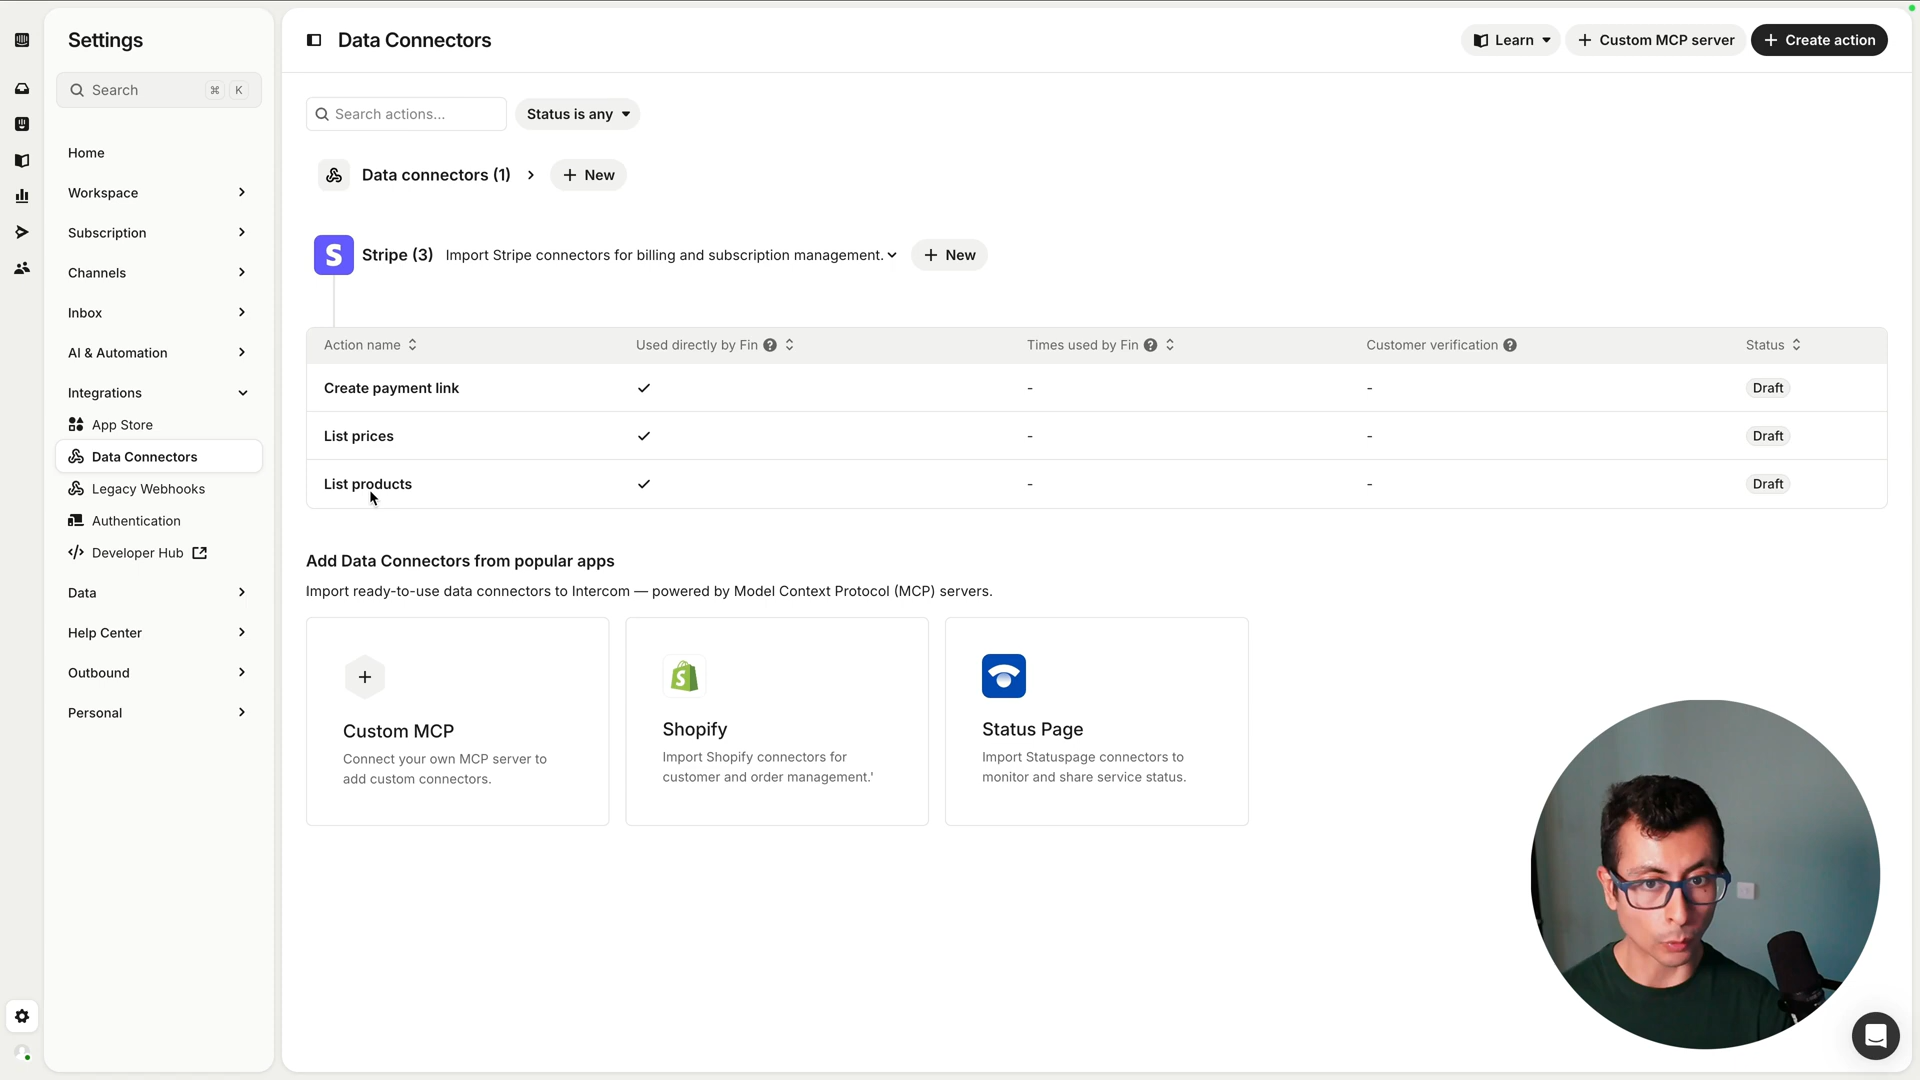 Settings
Search ⌘ K
Home
Workspace
Subscription
Channels
Inbox
AI & Automation
Integrations
App Store
Data Connectors
Legacy Webhooks
Authentication
Developer Hub
Data
Help Center
Outbound
Personal
Data Connectors
Learn
+ Custom MCP server
+ Create action
Search actions...
Status is any
Data connectors (1)
+ New
S
Stripe (3)
Import Stripe connectors for billing and subscription management.
+ New
Action name
Used directly by Fin ?
Times used by Fin ?
Customer verification ?
Status
Create payment link - - Draft
List prices - - Draft
List products - - Draft
Add Data Connectors from popular apps
Import ready-to-use data connectors to Intercom — powered by Model Context Protocol (MCP) servers.
Custom MCP
Connect your own MCP server to
add custom connectors.
S
Shopify
Import Shopify connectors for
customer and order management.'
Status Page
Import Statuspage connectors to
monitor and share service status.